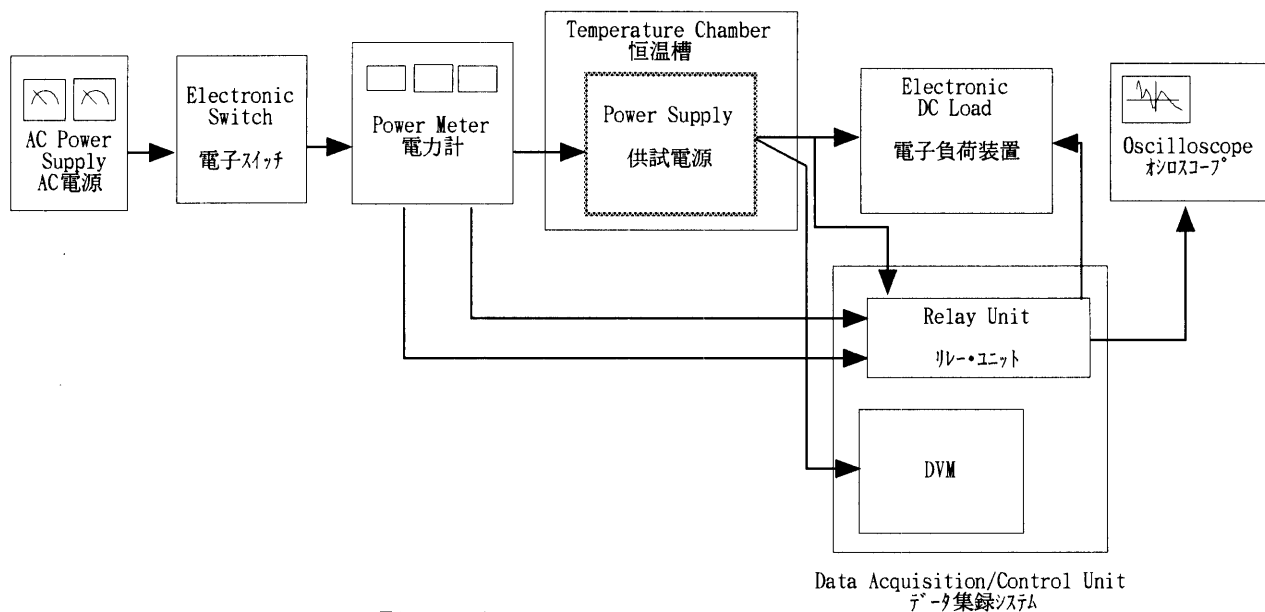 AC Power
Supply
AC電源
Electronic
Switch
電子スイッチ
Power Meter
電力計
Temperature Chamber
恒温槽
Power Supply
供試電源
Electronic
DC Load
電子負荷装置
Oscilloscope
ｵｼﾛｽｺｰﾌﾟ
Relay Unit
ﾘﾚｰ・ﾕﾆｯﾄ
DVM
Data Acquisition/Control Unit
ﾃﾞｰﾀ集録ｼｽﾃﾑ